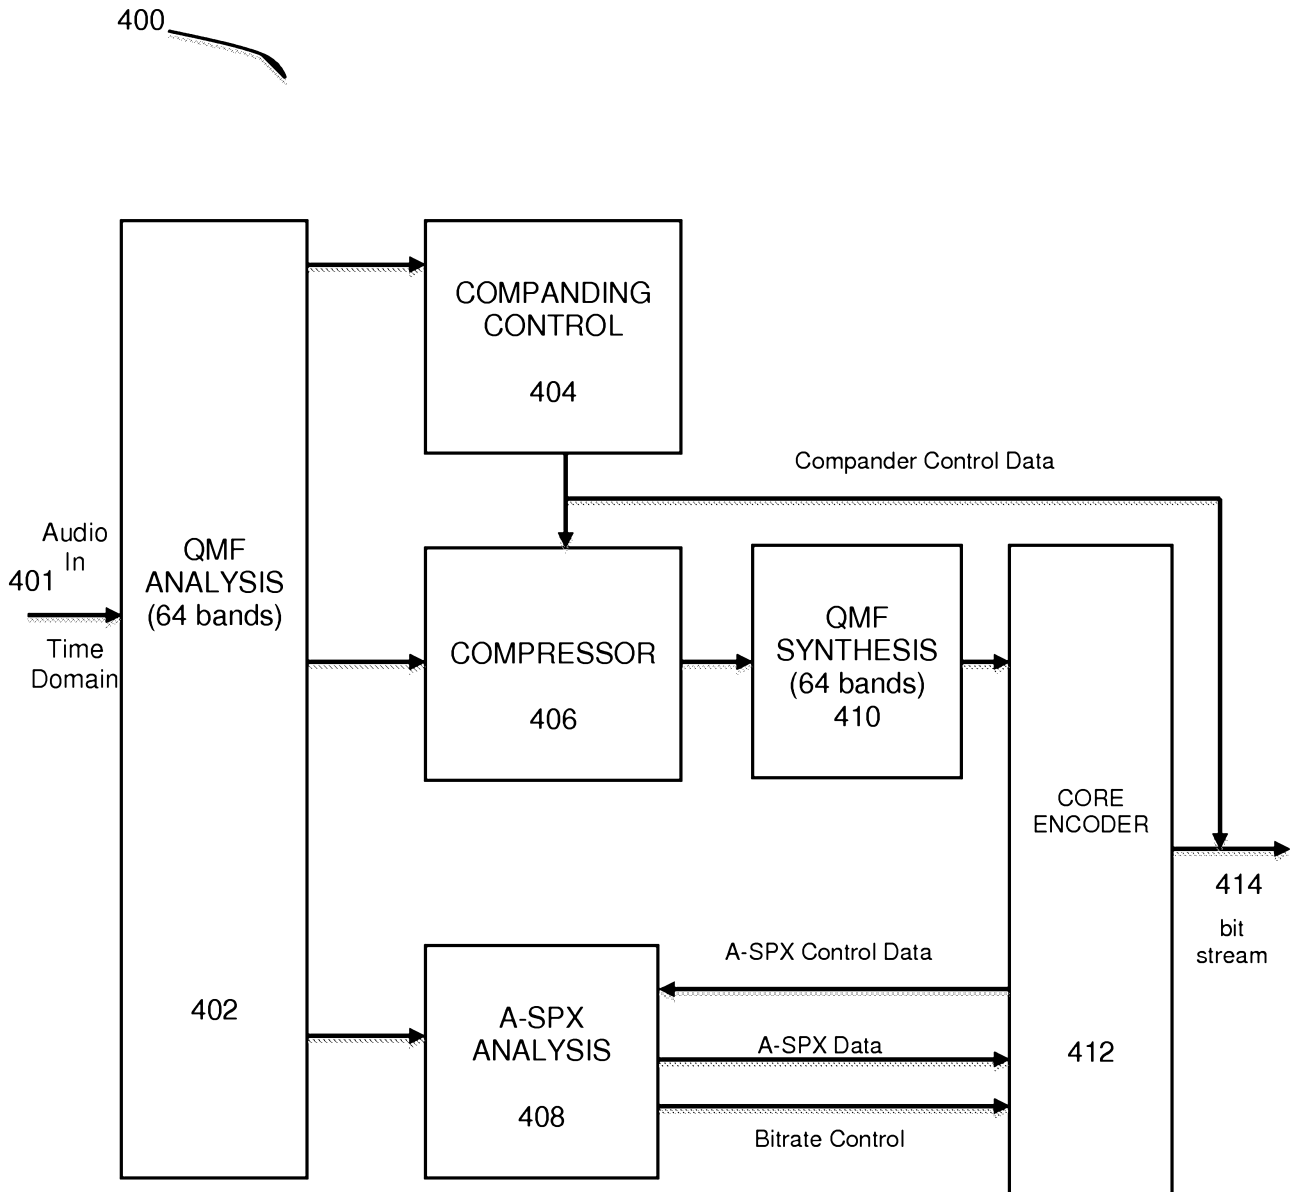 400
COMPANDING
CONTROL
404
Compander Control Data
Audio
In
401
Time
Domain
QMF
ANALYSIS
(64 bands)
402
COMPRESSOR
406
QMF
SYNTHESIS
(64 bands)
410
CORE
ENCODER
412
414
bit
stream
A-SPX Control Data
A-SPX
ANALYSIS
408
A-SPX Data
Bitrate Control